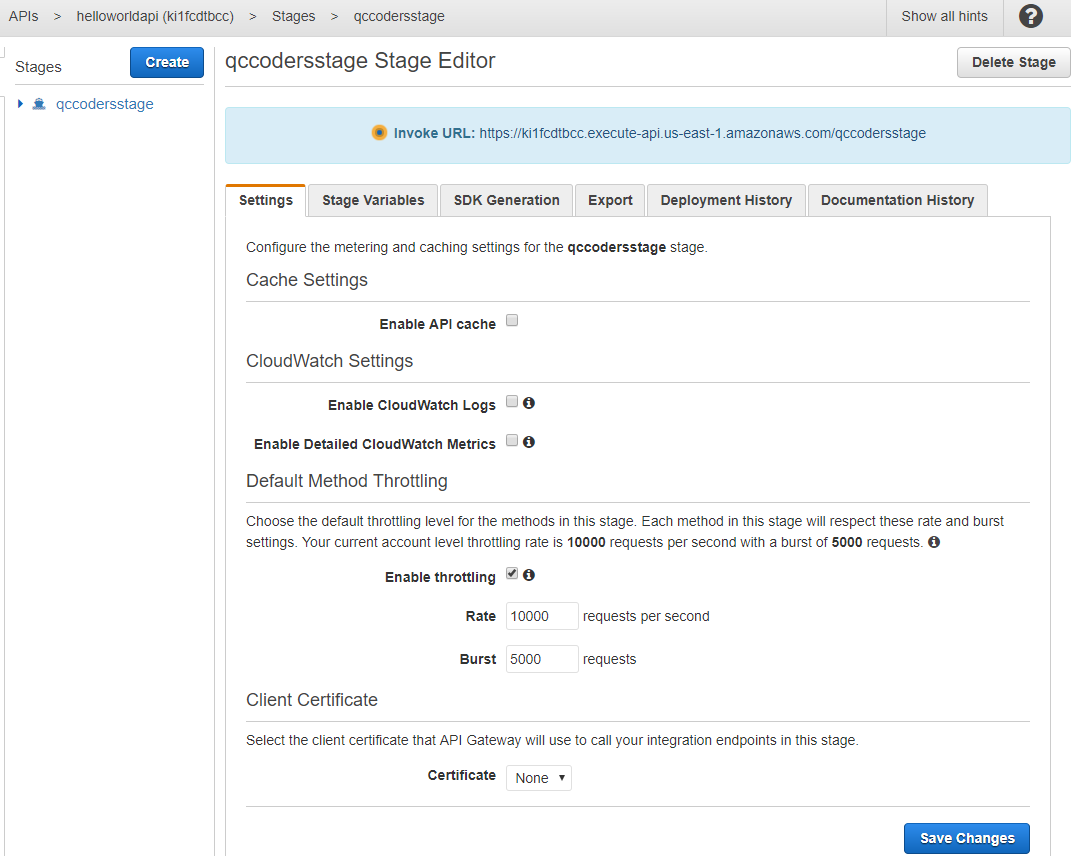 APIs > helloworldapi (ki1fcdtbcc) > Stages > qccodersstage Show all hints ?
Stages Create
qccodersstage
qccodersstage Stage Editor Delete Stage
Invoke URL: https://ki1fcdtbcc.execute-api.us-east-1.amazonaws.com/qccodersstage
Settings Stage Variables SDK Generation Export Deployment History Documentation History
Configure the metering and caching settings for the qccodersstage stage.
Cache Settings
Enable API cache
CloudWatch Settings
Enable CloudWatch Logs
Enable Detailed CloudWatch Metrics
Default Method Throttling
Choose the default throttling level for the methods in this stage. Each method in this stage will respect these rate and burst
settings. Your current account level throttling rate is 10000 requests per second with a burst of 5000 requests.
Enable throttling
Rate 10000 requests per second
Burst 5000 requests
Client Certificate
Select the client certificate that API Gateway will use to call your integration endpoints in this stage.
Certificate None
Save Changes